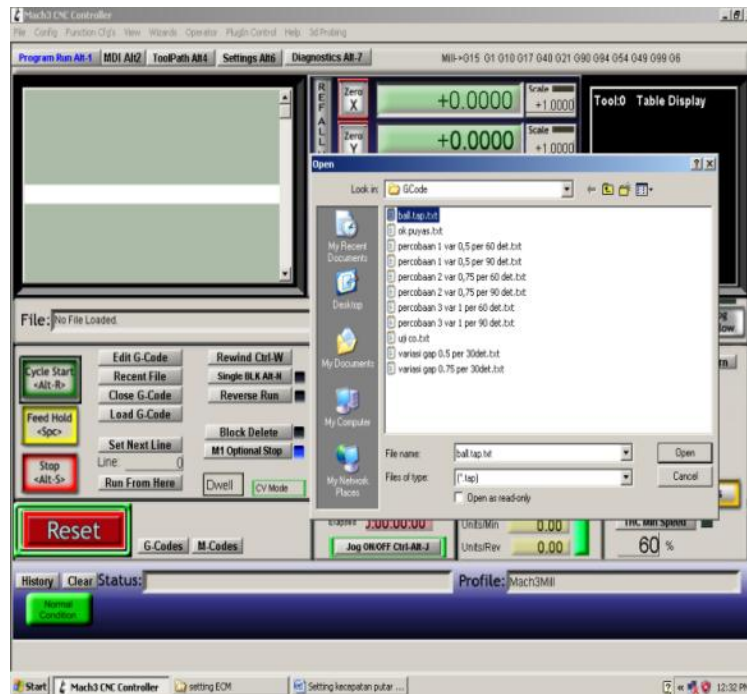 Mach3 CNC Controller
File Config Function Cfg's View Wizards Operator PlugIn Control Help 3d Probing
Program Run Alt-1 MDI Alt2 ToolPath Alt4 Settings Alt6 Diagnostics Alt-7 Mill->G15 G1 G10 G17 G40 G21 G90 G94 G54 G49 G99 G6
REF ALL
Zero X +0.0000 Scale +1.0000
Tool:0 Table Display
Zero Y +0.0000 Scale +1.0000
Open
Look in: GCode
My Recent Documents
Desktop
My Documents
My Computer
My Network Places
ball.tap.txt
ok puyas.txt
percobaan 1 var 0,5 per 60 det.txt
percobaan 1 var 0,5 per 90 det.txt
percobaan 2 var 0,75 per 60 det.txt
percobaan 2 var 0,75 per 90 det.txt
percobaan 3 var 1 per 60 det.txt
percobaan 3 var 1 per 90 det.txt
uji co.txt
variasi gap 0.5 per 30det.txt
variasi gap 0.75 per 30det.txt
File name: ball.tap.txt Open
Files of type: (*.tap) Cancel
Open as read-only
File: No File Loaded.
Cycle Start <Alt-R>
Feed Hold <Spc>
Stop <Alt-S>
Edit G-Code
Recent File
Close G-Code
Load G-Code
Set Next Line
Line: 0
Run From Here
Rewind Ctrl-W
Single BLK Alt-N
Reverse Run
Block Delete
M1 Optional Stop
Dwell CV Mode
Reset
G-Codes M-Codes
Elapsed
Jog ON/OFF Ctrl-Alt-J
Units/Min 0.00
Units/Rev 0.00
THC Min Speed
60 %
History Clear Status:
Profile: Mach3Mill
Normal Condition
Start Mach3 CNC Controller setting ECM Setting kecepatan putar ... 12:32 PM